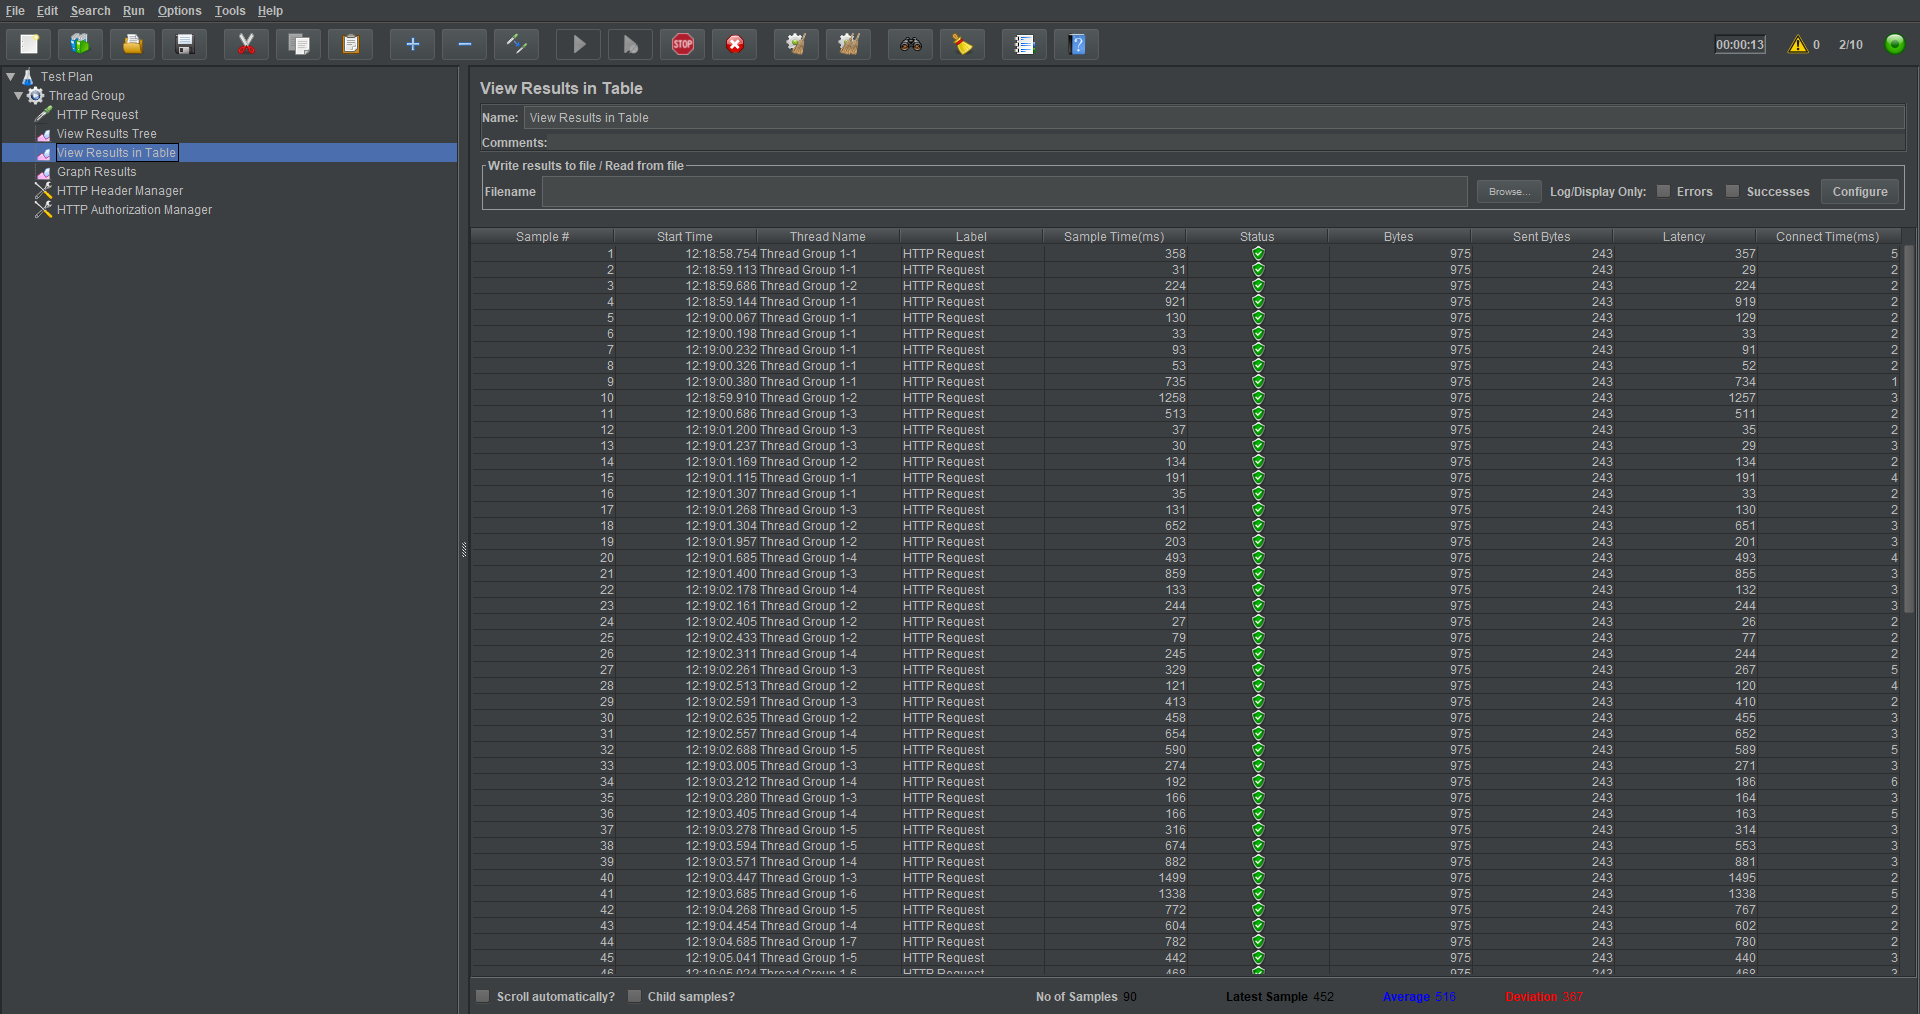 File Edit Search Run Options Tools Help
STOP
00:00:13 0 2/10
Test Plan
Thread Group
HTTP Request
View Results Tree
View Results in Table
Graph Results
HTTP Header Manager
HTTP Authorization Manager
View Results in Table
Name: View Results in Table
Comments:
Write results to file / Read from file
Filename Browse... Log/Display Only: Errors Successes Configure
Sample # Start Time Thread Name Label Sample Time(ms) Status Bytes Sent Bytes Latency Connect Time(ms)
1 12:18:58.754 Thread Group 1-1 HTTP Request 358 975 243 357 5
2 12:18:59.113 Thread Group 1-1 HTTP Request 31 975 243 29 2
3 12:18:59.686 Thread Group 1-2 HTTP Request 224 975 243 224 2
4 12:18:59.144 Thread Group 1-1 HTTP Request 921 975 243 919 2
5 12:19:00.067 Thread Group 1-1 HTTP Request 130 975 243 129 2
6 12:19:00.198 Thread Group 1-1 HTTP Request 33 975 243 33 2
7 12:19:00.232 Thread Group 1-1 HTTP Request 93 975 243 91 2
8 12:19:00.326 Thread Group 1-1 HTTP Request 53 975 243 52 2
9 12:19:00.380 Thread Group 1-1 HTTP Request 735 975 243 734 1
10 12:18:59.910 Thread Group 1-2 HTTP Request 1258 975 243 1257 3
11 12:19:00.686 Thread Group 1-3 HTTP Request 513 975 243 511 2
12 12:19:01.200 Thread Group 1-3 HTTP Request 37 975 243 35 2
13 12:19:01.237 Thread Group 1-3 HTTP Request 30 975 243 29 3
14 12:19:01.169 Thread Group 1-2 HTTP Request 134 975 243 134 2
15 12:19:01.115 Thread Group 1-1 HTTP Request 191 975 243 191 4
16 12:19:01.307 Thread Group 1-1 HTTP Request 35 975 243 33 2
17 12:19:01.268 Thread Group 1-3 HTTP Request 131 975 243 130 2
18 12:19:01.304 Thread Group 1-2 HTTP Request 652 975 243 651 3
19 12:19:01.957 Thread Group 1-2 HTTP Request 203 975 243 201 3
20 12:19:01.685 Thread Group 1-4 HTTP Request 493 975 243 493 4
21 12:19:01.400 Thread Group 1-3 HTTP Request 859 975 243 855 3
22 12:19:02.178 Thread Group 1-4 HTTP Request 133 975 243 132 3
23 12:19:02.161 Thread Group 1-2 HTTP Request 244 975 243 244 3
24 12:19:02.405 Thread Group 1-2 HTTP Request 27 975 243 26 2
25 12:19:02.433 Thread Group 1-2 HTTP Request 79 975 243 77 2
26 12:19:02.311 Thread Group 1-4 HTTP Request 245 975 243 244 2
27 12:19:02.261 Thread Group 1-3 HTTP Request 329 975 243 267 5
28 12:19:02.513 Thread Group 1-2 HTTP Request 121 975 243 120 4
29 12:19:02.591 Thread Group 1-3 HTTP Request 413 975 243 410 2
30 12:19:02.635 Thread Group 1-2 HTTP Request 458 975 243 455 3
31 12:19:02.557 Thread Group 1-4 HTTP Request 654 975 243 652 3
32 12:19:02.688 Thread Group 1-5 HTTP Request 590 975 243 589 5
33 12:19:03.005 Thread Group 1-3 HTTP Request 274 975 243 271 3
34 12:19:03.212 Thread Group 1-4 HTTP Request 192 975 243 186 6
35 12:19:03.280 Thread Group 1-3 HTTP Request 166 975 243 164 3
36 12:19:03.405 Thread Group 1-4 HTTP Request 166 975 243 163 5
37 12:19:03.278 Thread Group 1-5 HTTP Request 316 975 243 314 3
38 12:19:03.594 Thread Group 1-5 HTTP Request 674 975 243 553 3
39 12:19:03.571 Thread Group 1-4 HTTP Request 882 975 243 881 3
40 12:19:03.447 Thread Group 1-3 HTTP Request 1499 975 243 1495 2
41 12:19:03.685 Thread Group 1-6 HTTP Request 1338 975 243 1338 5
42 12:19:04.268 Thread Group 1-5 HTTP Request 772 975 243 767 2
43 12:19:04.454 Thread Group 1-4 HTTP Request 604 975 243 602 2
44 12:19:04.685 Thread Group 1-7 HTTP Request 782 975 243 780 2
45 12:19:05.041 Thread Group 1-5 HTTP Request 442 975 243 440 3
46 12:19:05.024 Thread Group 1-6 HTTP Request 468 975 243 468 3
Scroll automatically? Child samples? No of Samples 90 Latest Sample 452 Average 516 Deviation 367